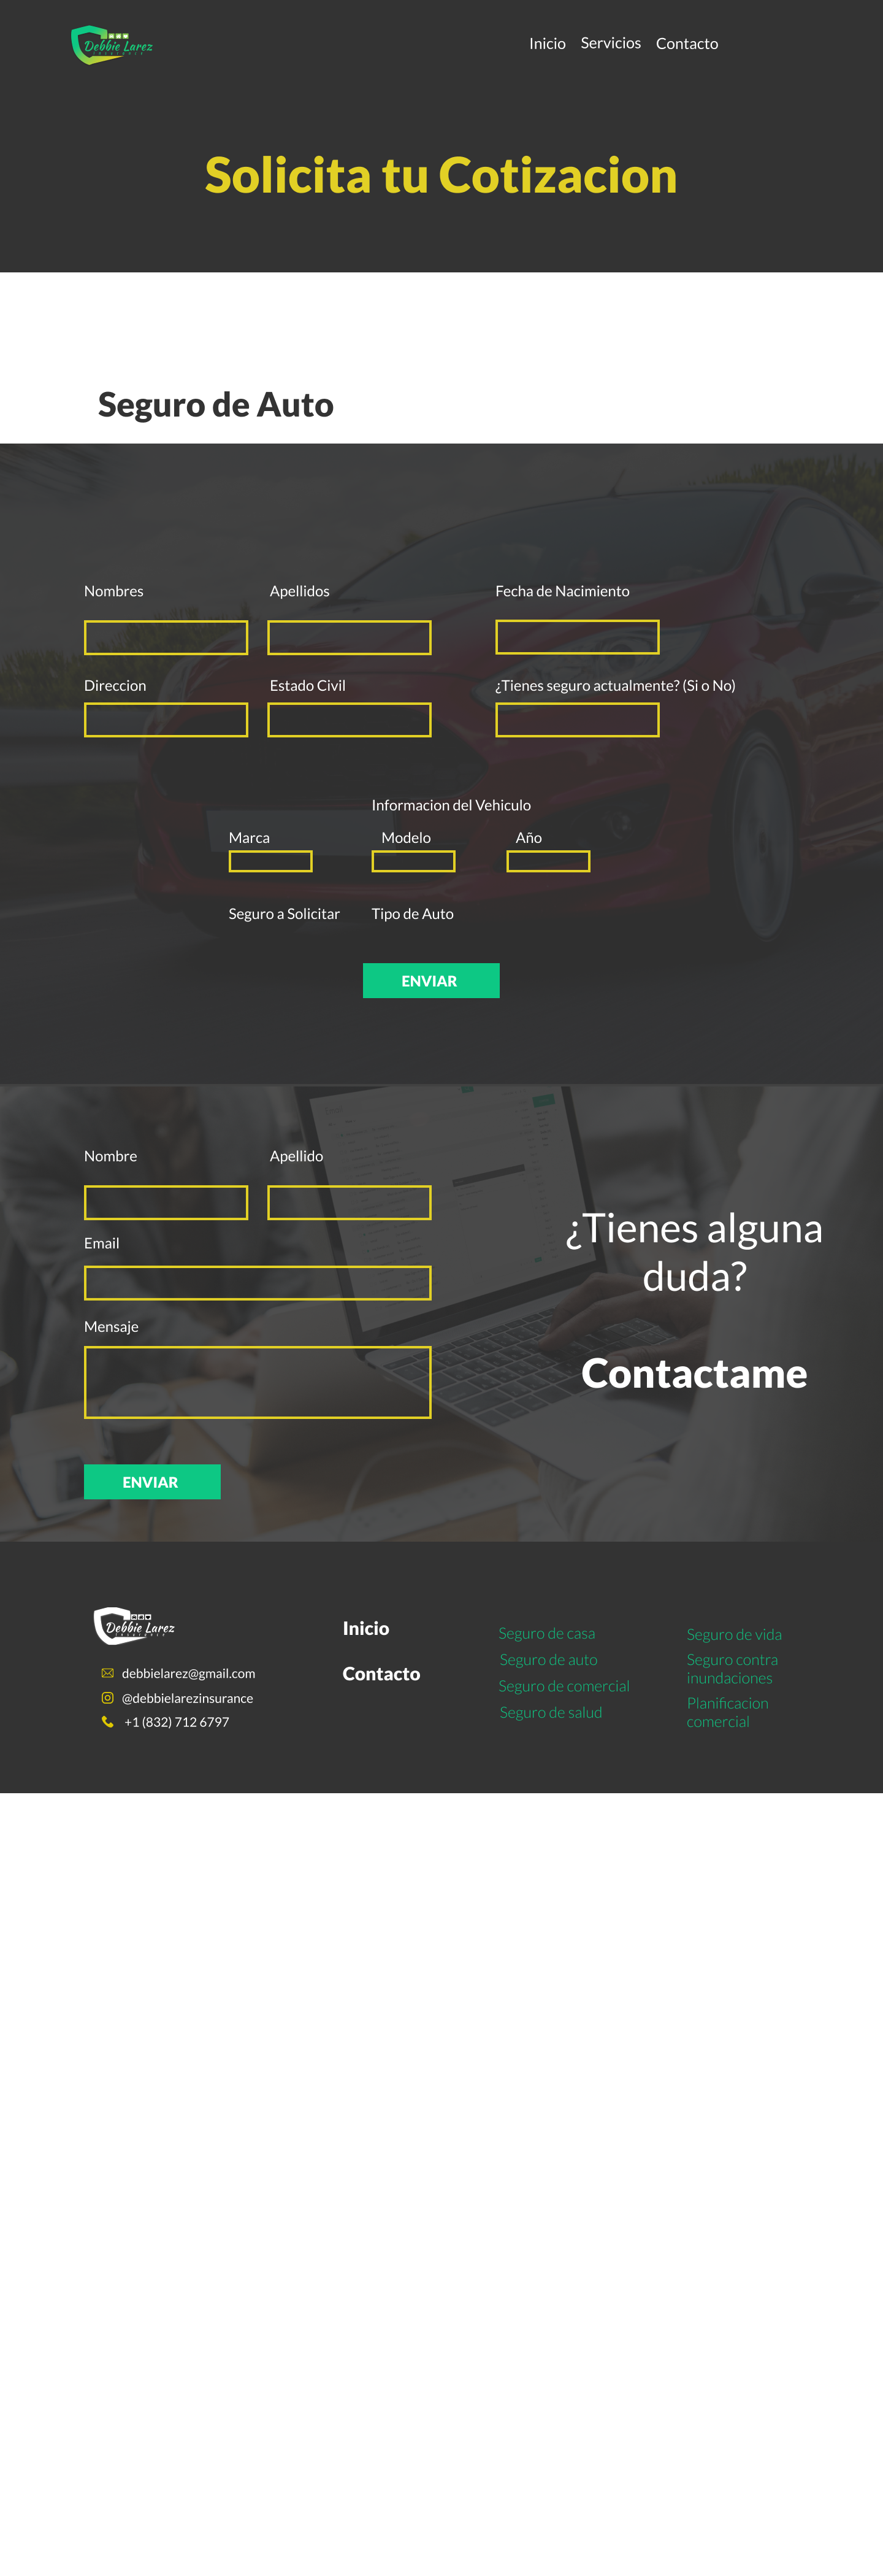 Debbie Larez
Inicio
Servicios
Contacto
Solicita tu Cotizacion
Seguro de Auto
Nombres
Apellidos
Fecha de Nacimiento
Direccion
Estado Civil
¿Tienes seguro actualmente? (Si o No)
Informacion del Vehiculo
Marca
Modelo
Año
Seguro a Solicitar
Tipo de Auto
ENVIAR
Nombre
Apellido
Email
Mensaje
ENVIAR
¿Tienes alguna
duda?
Contactame
Debbie Larez
debbielarez@gmail.com
@debbielarezinsurance
+1 (832) 712 6797
Inicio
Contacto
Seguro de casa
Seguro de auto
Seguro de comercial
Seguro de salud
Seguro de vida
Seguro contra
inundaciones
Planificacion
comercial